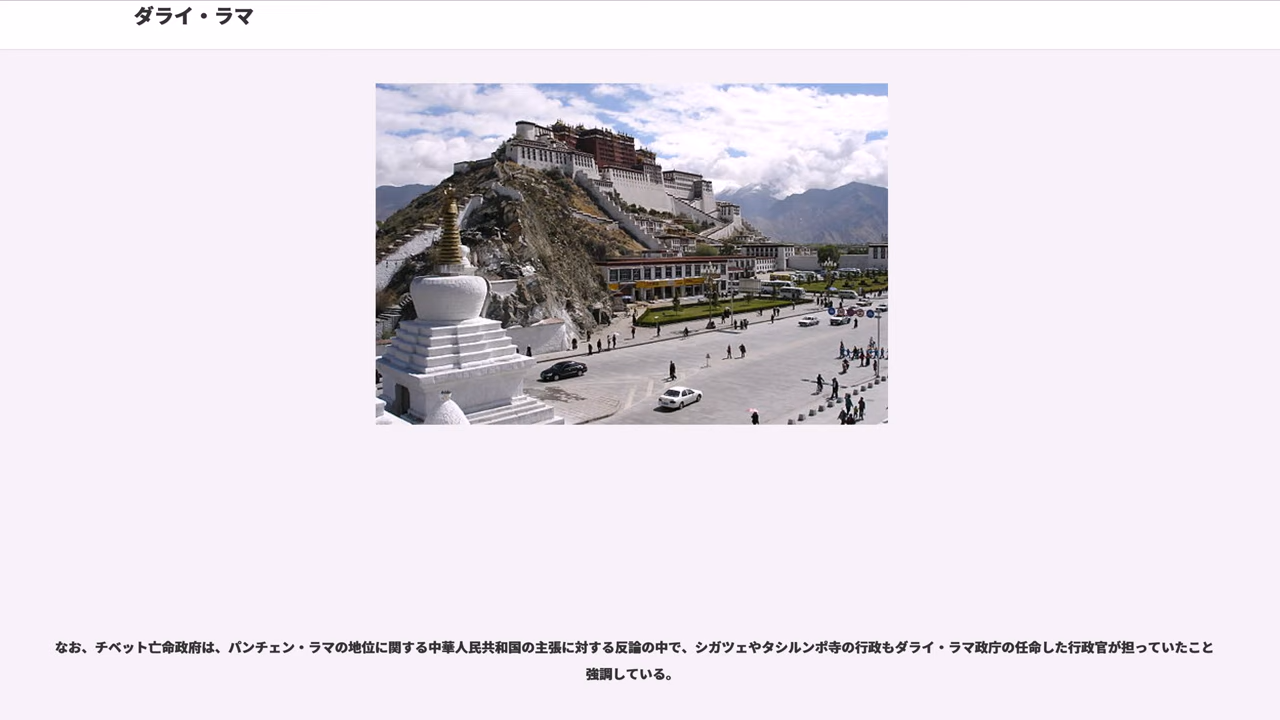 ダライ・ラマ
なお、チベット亡命政府は、パンチェン・ラマの地位に関する中華人民共和国の主張に対する反論の中で、シガツェやタシルンポ寺の行政もダライ・ラマ政庁の任命した行政官が担っていたこと
強調している。